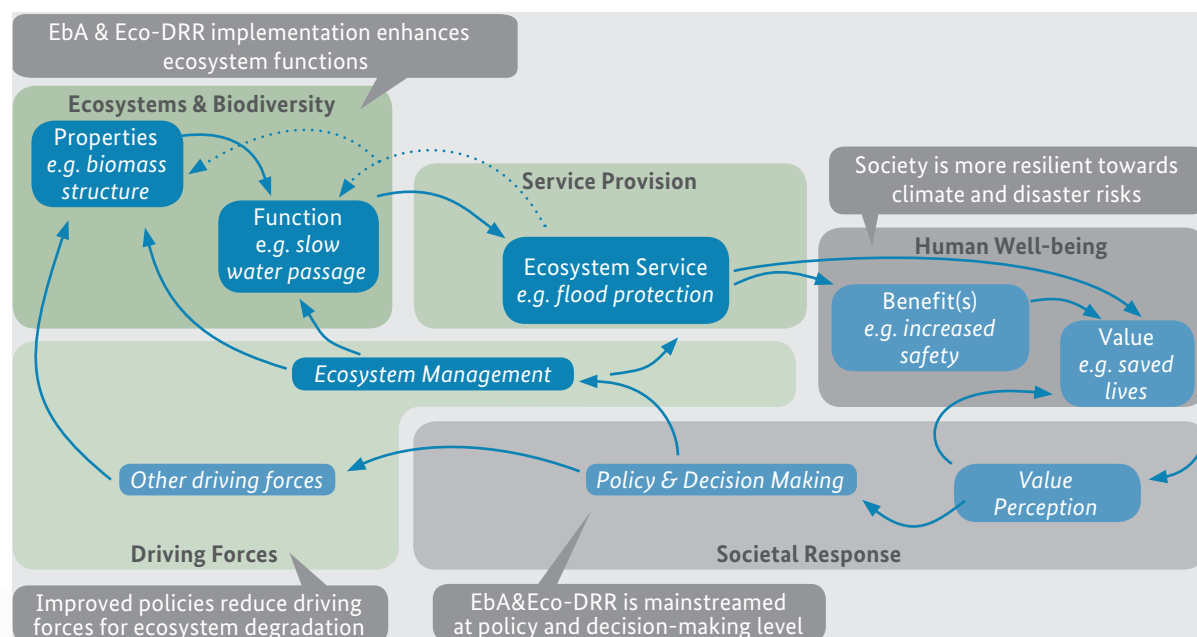 EbA & Eco-DRR implementation enhances
ecosystem functions
Ecosystems & Biodiversity
Properties
e.g. biomass
structure
Function
e.g. slow
water passage
Service Provision
Ecosystem Service
e.g. flood protection
Society is more resilient towards
climate and disaster risks
Human Well-being
Benefit(s)
e.g. increased
safety
Value
e.g. saved
lives
Ecosystem Management
Other driving forces
Policy & Decision Making
Value
Perception
Driving Forces
Societal Response
Improved policies reduce driving
forces for ecosystem degradation
EbA&Eco-DRR is mainstreamed
at policy and decision-making level